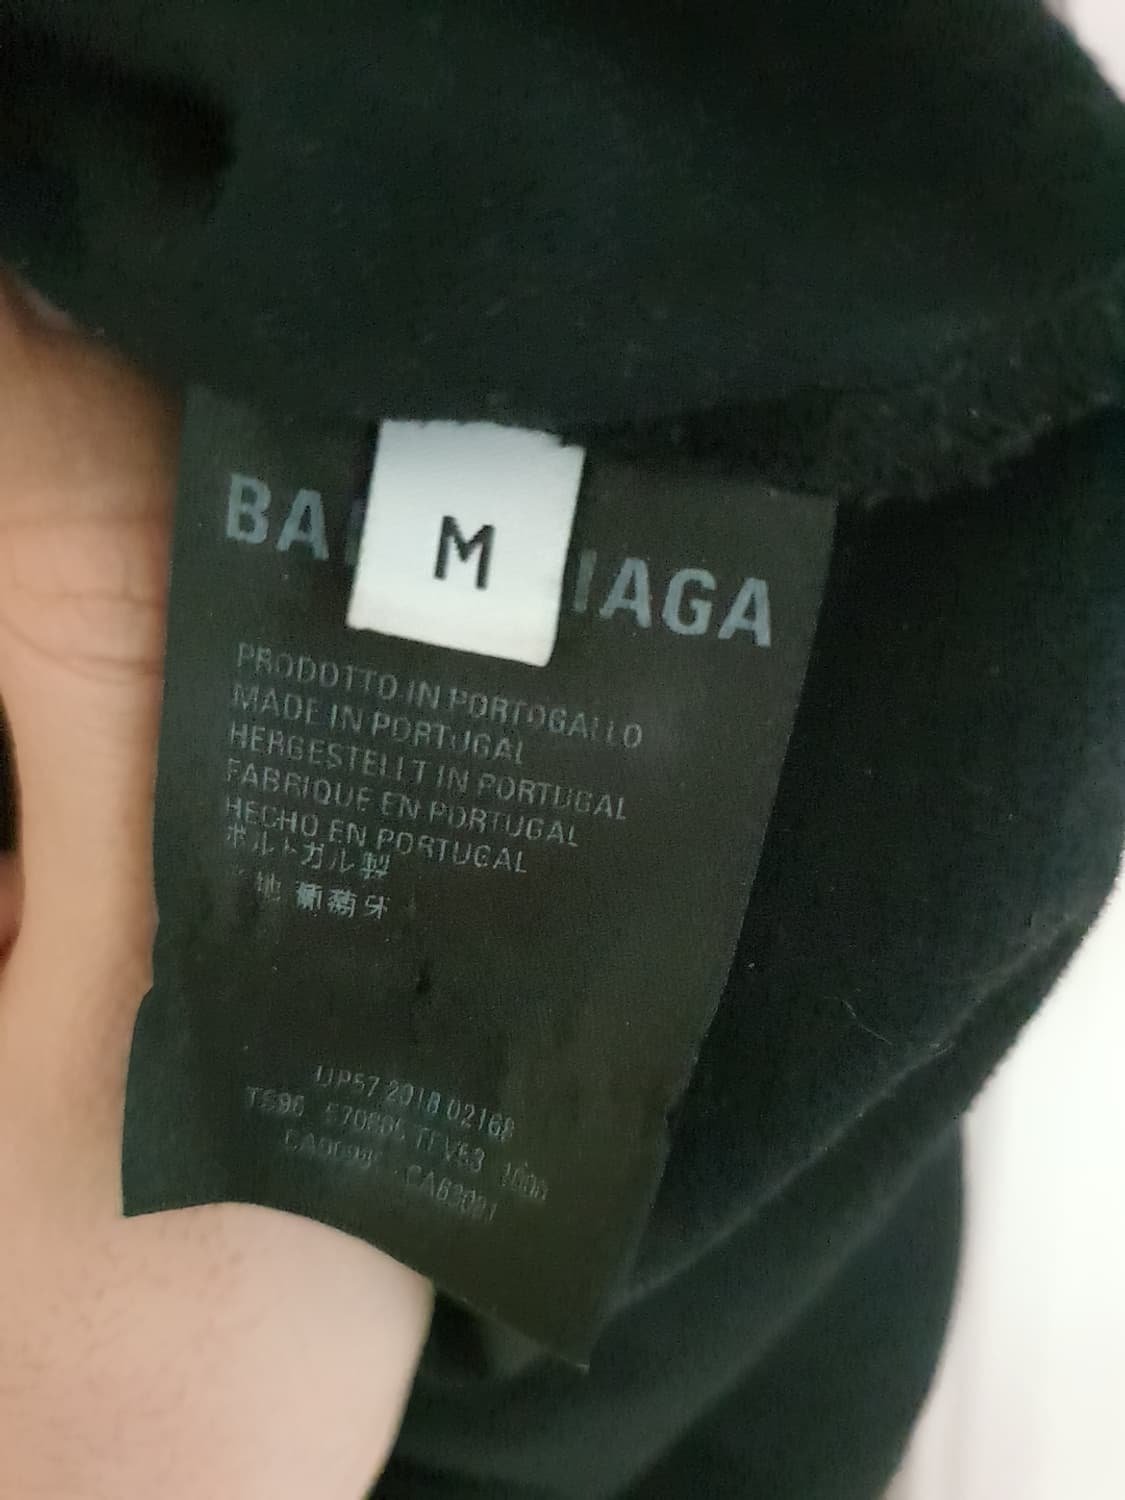 BA IAGA
M
PRODOTTO IN PORTOGALLO
MADE IN PORTUGAL
HERGESTELLT IN PORTUGAL
FABRIQUE EN PORTUGAL
HECHO EN PORTUGAL
ポルトガル製
地 葡萄牙
2018 02168